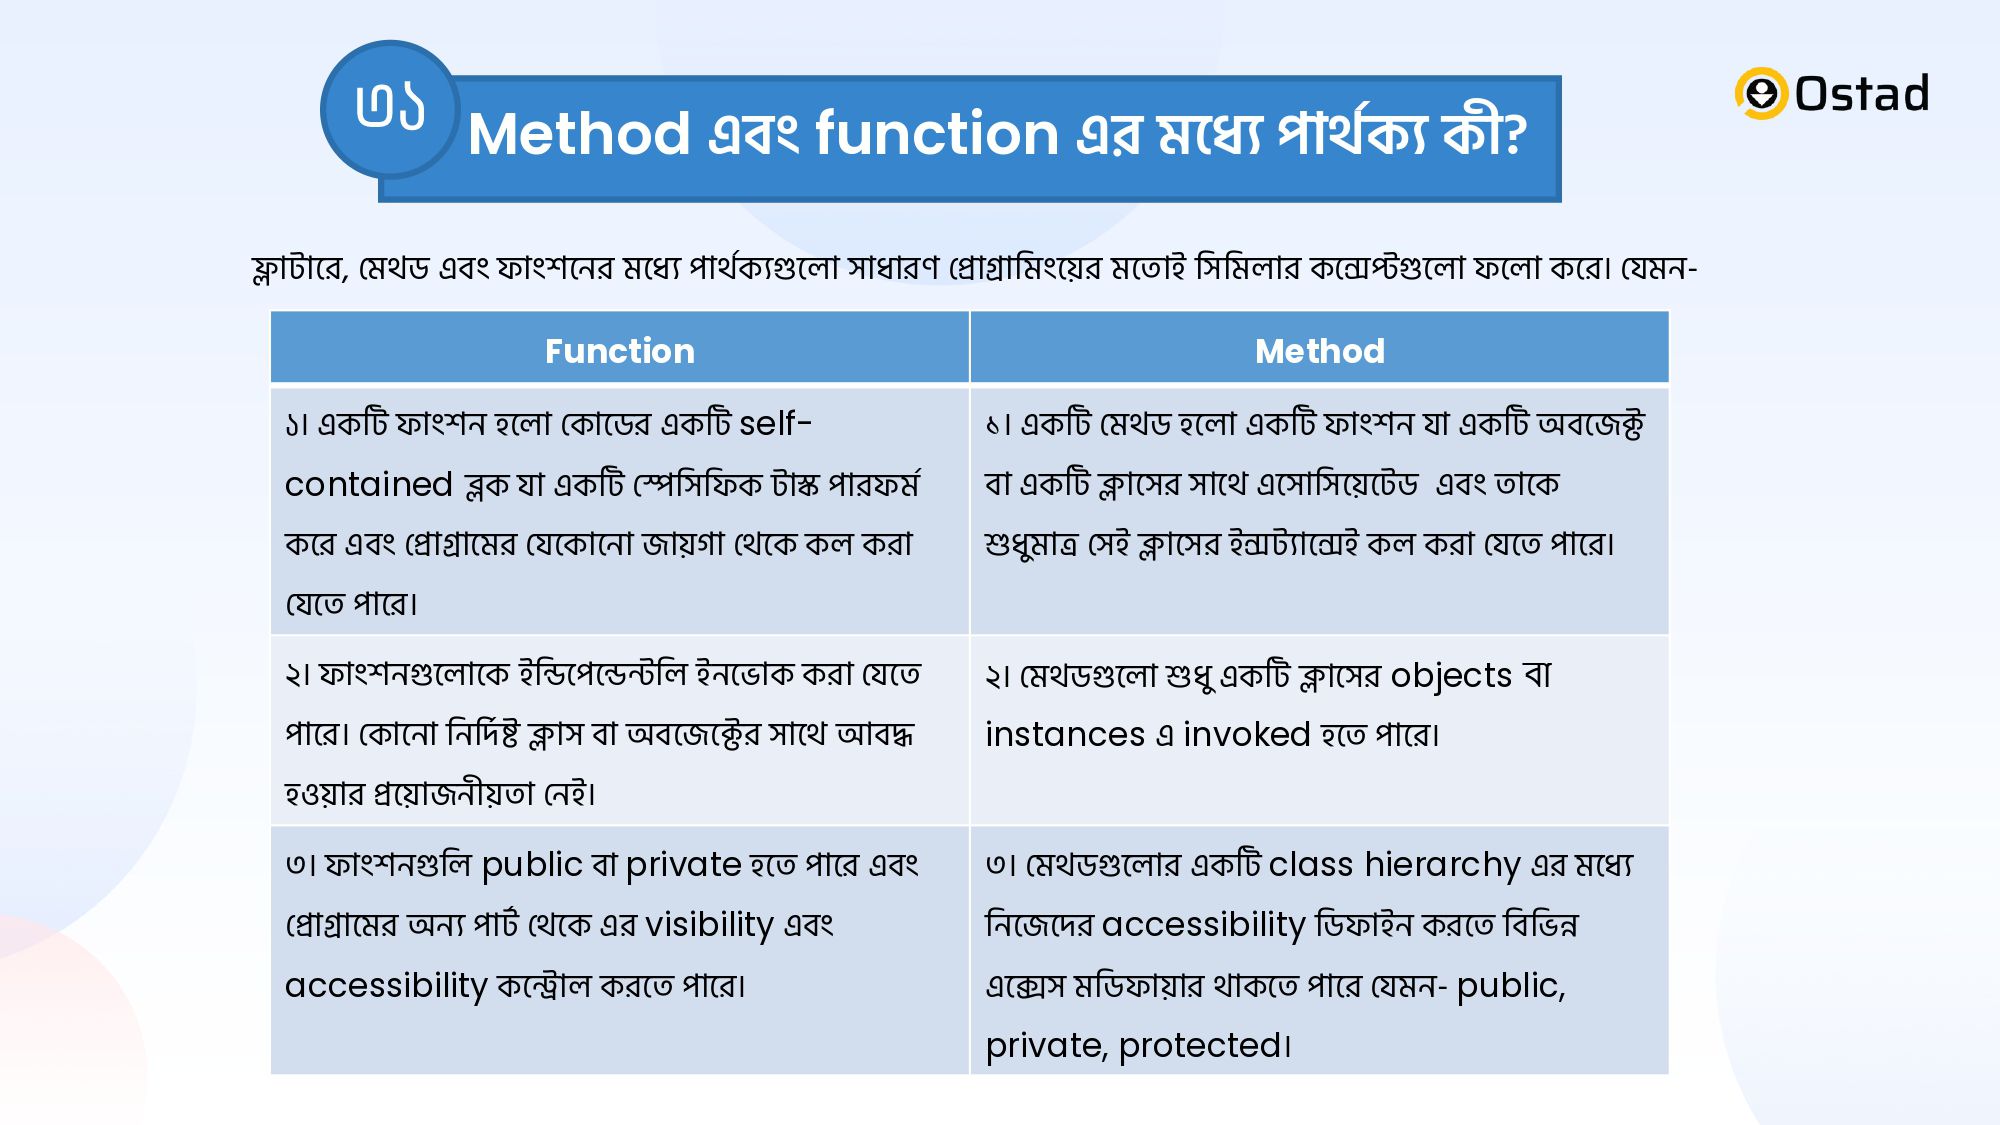 ৩১
Method এবং function এর মধ্যে পার্থক্য কী?
Ostad
ফ্লাটারে, মেথড এবং ফাংশনের মধ্যে পার্থক্যগুলো সাধারণ প্রোগ্রামিংয়ের মতোই সিমিলার কন্সেপ্টগুলো ফলো করে। যেমন-
Function
Method
১। একটি ফাংশন হলো কোডের একটি self-
contained ব্লক যা একটি স্পেসিফিক টাস্ক পারফর্ম
করে এবং প্রোগ্রামের যেকোনো জায়গা থেকে কল করা
যেতে পারে।
১। একটি মেথড হলো একটি ফাংশন যা একটি অবজেক্ট
বা একটি ক্লাসের সাথে এসোসিয়েটেড এবং তাকে
শুধুমাত্র সেই ক্লাসের ইন্সট্যান্সেই কল করা যেতে পারে।
২। ফাংশনগুলোকে ইন্ডিপেন্ডেন্টলি ইনভোক করা যেতে
পারে। কোনো নির্দিষ্ট ক্লাস বা অবজেক্টের সাথে আবদ্ধ
হওয়ার প্রয়োজনীয়তা নেই।
২। মেথডগুলো শুধু একটি ক্লাসের objects বা
instances এ invoked হতে পারে।
৩। ফাংশনগুলি public বা private হতে পারে এবং
প্রোগ্রামের অন্য পার্ট থেকে এর visibility এবং
accessibility কন্ট্রোল করতে পারে।
৩। মেথডগুলোর একটি class hierarchy এর মধ্যে
নিজেদের accessibility ডিফাইন করতে বিভিন্ন
এক্সেস মডিফায়ার থাকতে পারে যেমন- public,
private, protected।